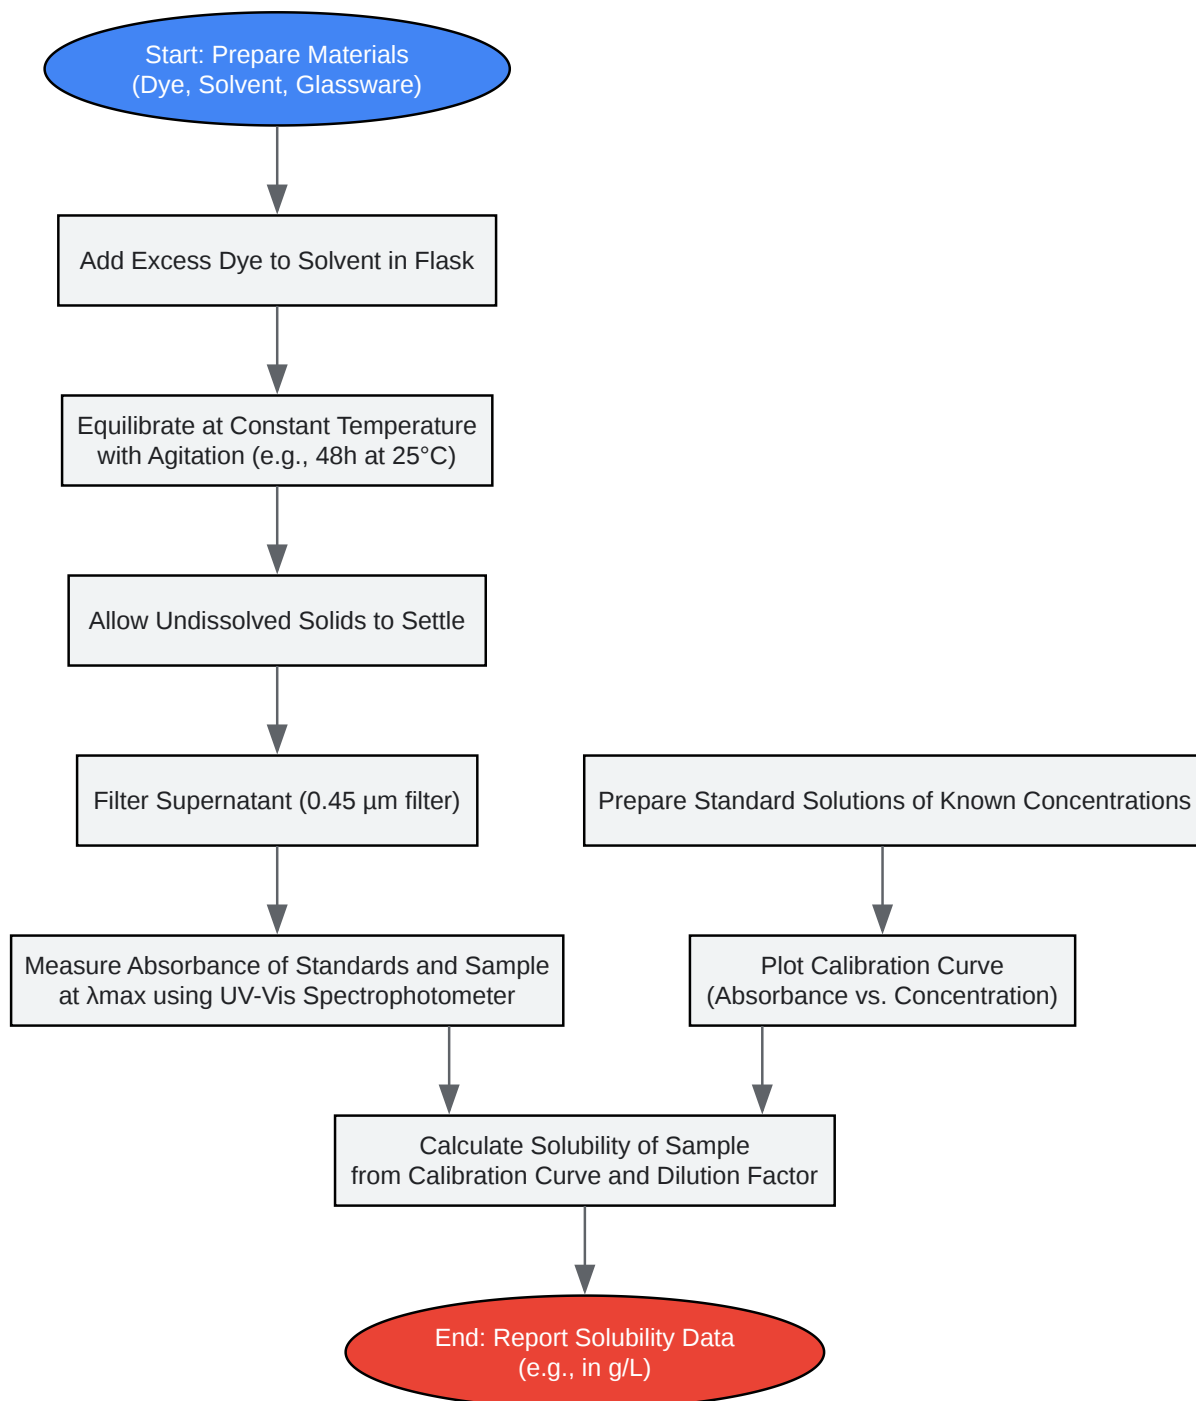 Start: Prepare Materials
(Dye, Solvent, Glassware)
Add Excess Dye to Solvent in Flask
Equilibrate at Constant Temperature
with Agitation (e.g., 48h at 25°C)
Allow Undissolved Solids to Settle
Filter Supernatant (0.45 µm filter)
Prepare Standard Solutions of Known Concentrations
Measure Absorbance of Standards and Sample
at λmax using UV-Vis Spectrophotometer
Plot Calibration Curve
(Absorbance vs. Concentration)
Calculate Solubility of Sample
from Calibration Curve and Dilution Factor
End: Report Solubility Data
(e.g., in g/L)